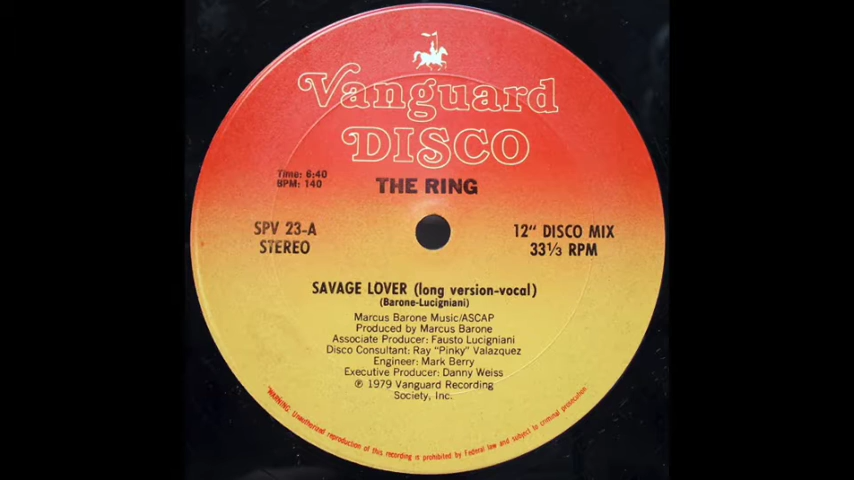 Vanguard
DISCO
Time: 6:40
BPM: 140
THE RING
SPV 23-A
STEREO
12" DISCO MIX
33⅓ RPM
SAVAGE LOVER (long version-vocal)
(Barone-Lucigniani)
Marcus Barone Music/ASCAP
Produced by Marcus Barone
Associate Producer: Fausto Lucigniani
Disco Consultant: Ray "Pinky" Valazquez
Engineer: Mark Berry
Executive Producer: Danny Weiss
℗ 1979 Vanguard Recording
Society, Inc.
"WARNING: Unauthorized reproduction of this recording is prohibited by Federal law and subject to criminal prosecution.